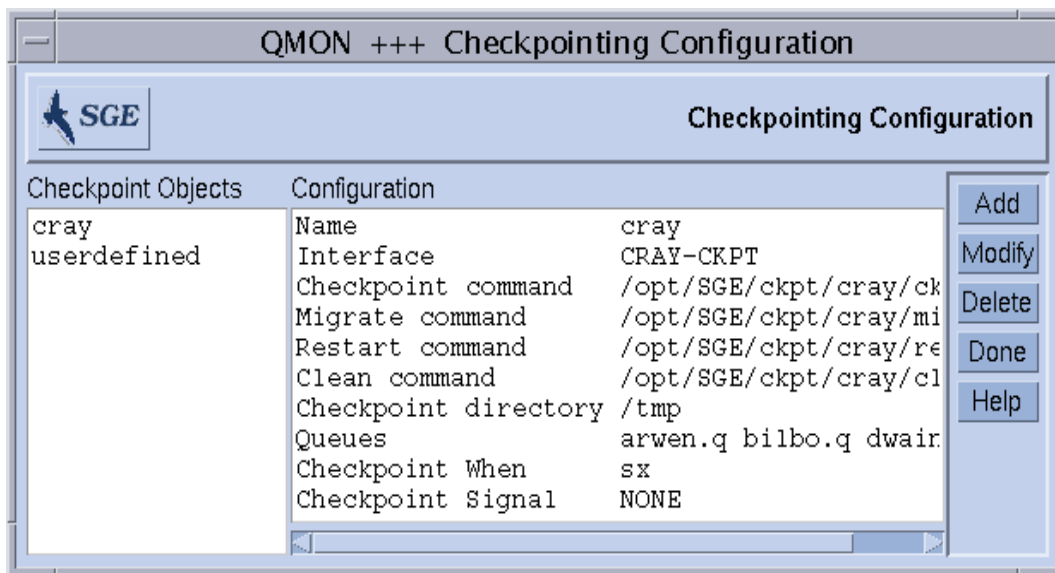 QMON +++ Checkpointing Configuration
SGE
Checkpointing Configuration
Checkpoint Objects
cray
userdefined
Configuration
Name cray
Interface CRAY-CKPT
Checkpoint command /opt/SGE/ckpt/cray/ck
Migrate command /opt/SGE/ckpt/cray/mi
Restart command /opt/SGE/ckpt/cray/re
Clean command /opt/SGE/ckpt/cray/cl
Checkpoint directory /tmp
Queues arwen.q bilbo.q dwain
Checkpoint When sx
Checkpoint Signal NONE
Add
Modify
Delete
Done
Help